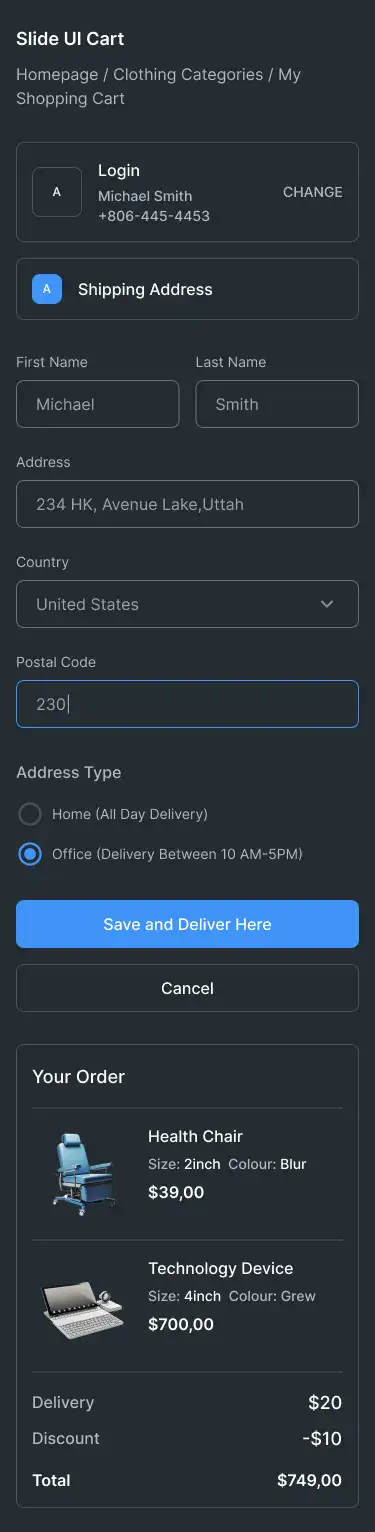 Slide UI Cart
Homepage / Clothing Categories / My
Shopping Cart
A
Login
Michael Smith
+806-445-4453
CHANGE
A
Shipping Address
First Name
Last Name
Michael
Smith
Address
234 HK, Avenue Lake,Uttah
Country
United States
Postal Code
230
Address Type
Home (All Day Delivery)
Office (Delivery Between 10 AM-5PM)
Save and Deliver Here
Cancel
Your Order
Health Chair
Size: 2inch Colour: Blur
$39,00
Technology Device
Size: 4inch Colour: Grew
$700,00
Delivery $20
Discount -$10
Total $749,00